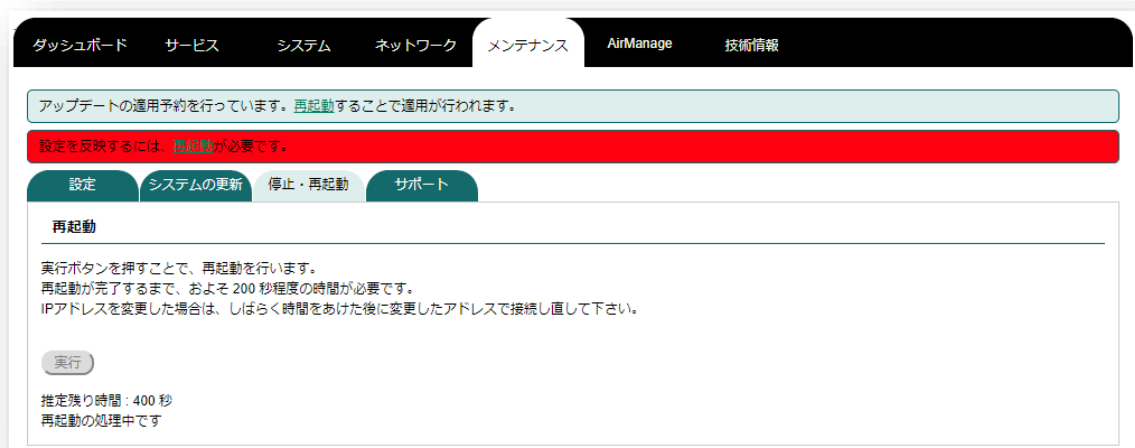 ダッシュボード サービス システム ネットワーク メンテナンス AirManage 技術情報
アップデートの適用予約を行っています。再起動することで適用が行われます。
設定を反映するには、再起動が必要です。
設定 システムの更新 停止・再起動 サポート
再起動
実行ボタンを押すことで、再起動を行います。
再起動が完了するまで、およそ 200 秒程度の時間が必要です。
IPアドレスを変更した場合は、しばらく時間をあけた後に変更したアドレスで接続し直して下さい。
実行
推定残り時間 : 400 秒
再起動の処理中です